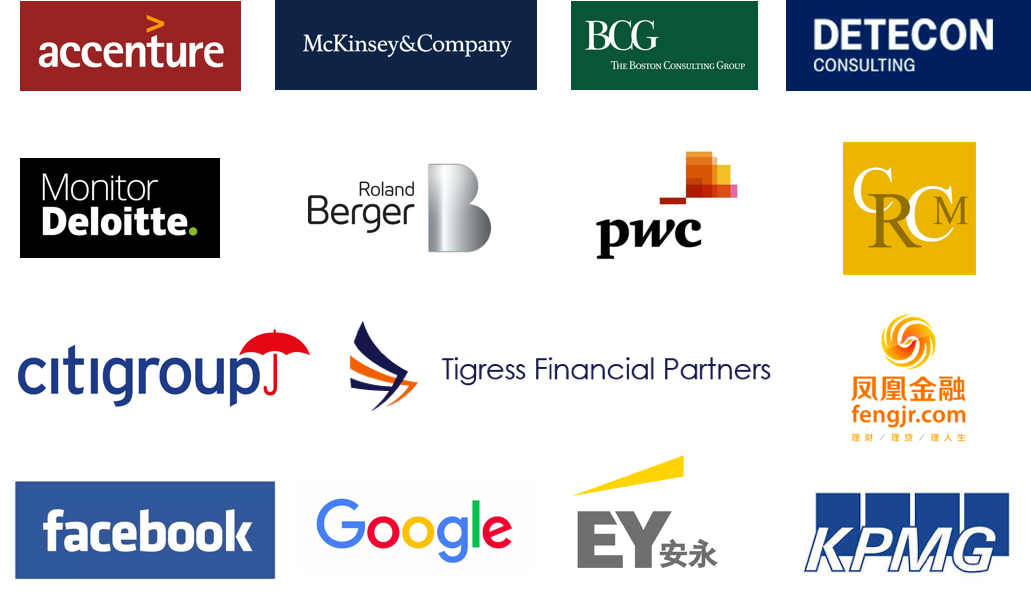 accenture
McKinsey&Company
BCG
THE BOSTON CONSULTING GROUP
DETECON
CONSULTING
Monitor
Deloitte.
Roland
Berger
B
pwc
CRCM
citigroup
Tigress Financial Partners
凤凰金融
fengjr.com
理财 / 理贷 / 理人生
facebook
Google
EY安永
KPMG